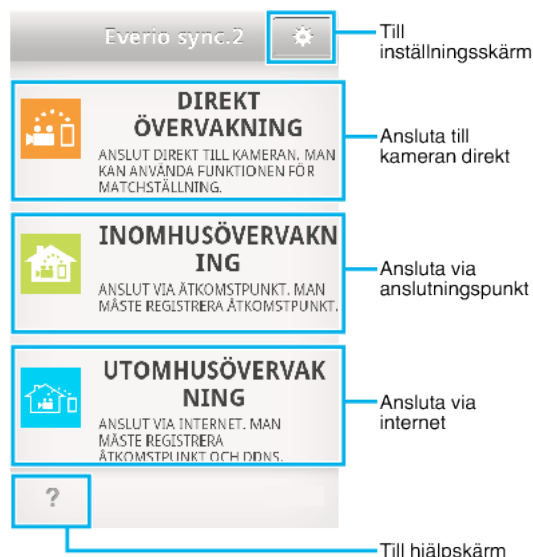 Everio sync.2
Till
inställningsskärm
DIREKT
ÖVERVAKNING
ANSLUT DIREKT TILL KAMERAN. MAN
KAN ANVÄNDA FUNKTIONEN FÖR
MATCHSTÄLLNING.
Ansluta till
kameran direkt
INOMHUSÖVERVAKN
ING
ANSLUT VIA ÅTKOMSTPUNKT. MAN
MÅSTE REGISTRERA ÅTKOMSTPUNKT.
Ansluta via
anslutningspunkt
UTOMHUSÖVERVAK
NING
ANSLUT VIA INTERNET. MAN
MÅSTE REGISTRERA
ÅTKOMSTPUNKT OCH DDNS.
Ansluta via
internet
?
Till hjälpskärm